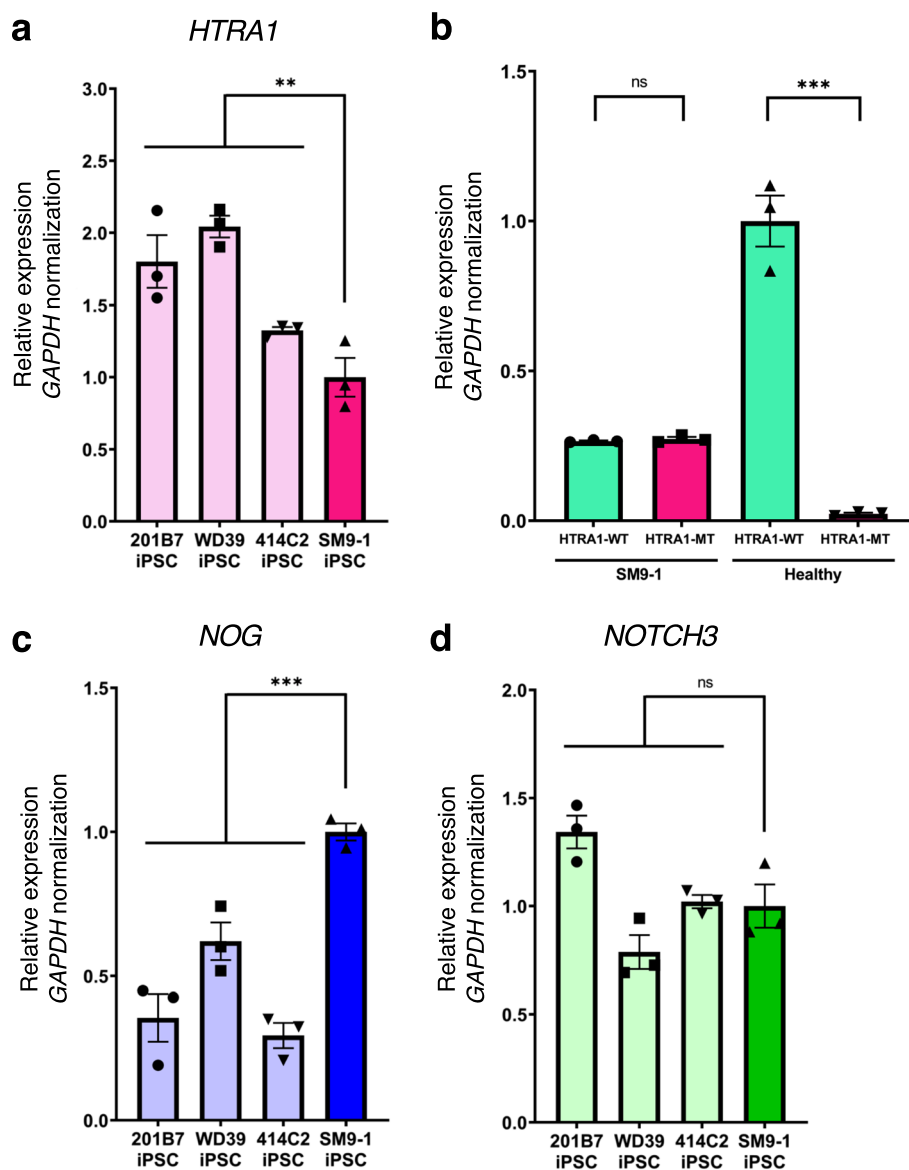 a
HTRA1
Relative expression
GAPDH normalization
3.0
2.5
2.0
1.5
1.0
0.5
0.0
**
201B7 iPSC
WD39 iPSC
414C2 iPSC
SM9-1 iPSC
b
Relative expression
GAPDH normalization
1.5
1.0
0.5
0.0
ns
***
HTRA1-WT HTRA1-MT HTRA1-WT HTRA1-MT
SM9-1 Healthy
c
NOG
Relative expression
GAPDH normalization
1.5
1.0
0.5
0.0
***
201B7 iPSC
WD39 iPSC
414C2 iPSC
SM9-1 iPSC
d
NOTCH3
Relative expression
GAPDH normalization
2.0
1.5
1.0
0.5
0.0
ns
201B7 iPSC
WD39 iPSC
414C2 iPSC
SM9-1 iPSC